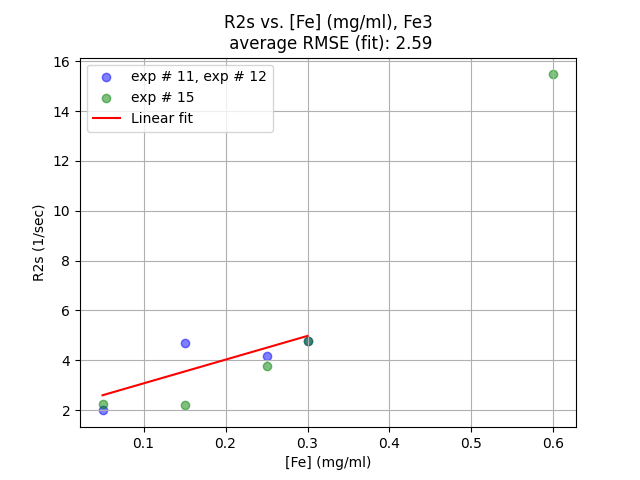 R2s vs. [Fe] (mg/ml), Fe3
average RMSE (fit): 2.59
exp # 11, exp # 12
exp # 15
Linear fit
16
14
12
10
8
6
4
2
R2s (1/sec)
0.1
0.2
0.3
0.4
0.5
0.6
[Fe] (mg/ml)